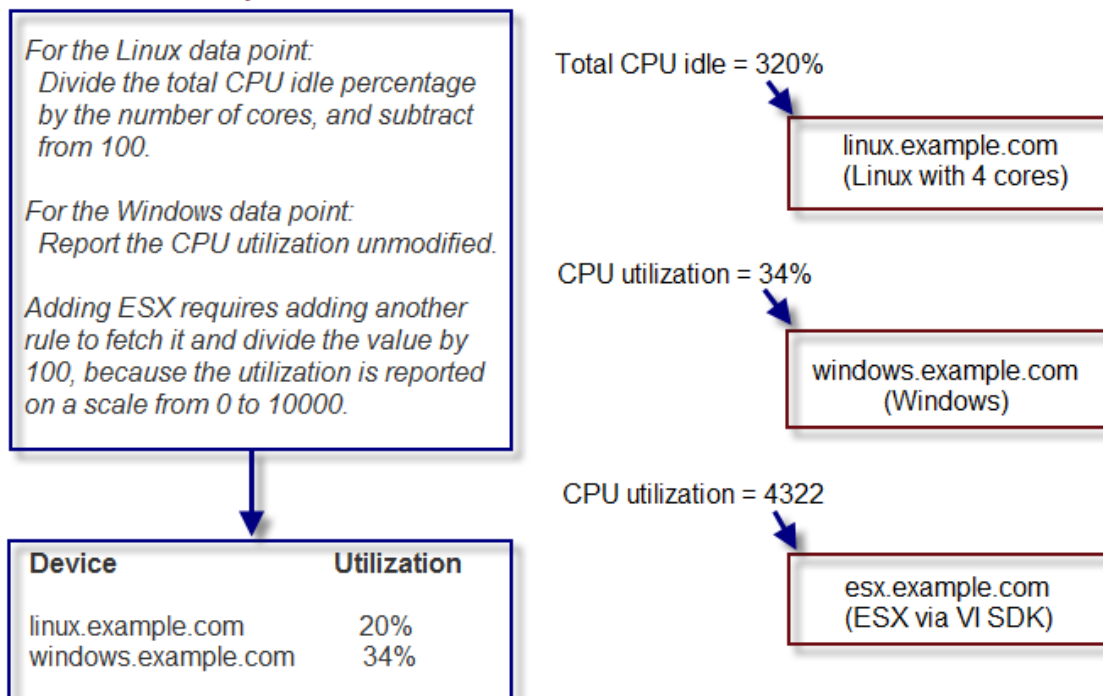 For the Linux data point:
Divide the total CPU idle percentage
by the number of cores, and subtract
from 100.
For the Windows data point:
Report the CPU utilization unmodified.
Adding ESX requires adding another
rule to fetch it and divide the value by
100, because the utilization is reported
on a scale from 0 to 10000.
Device Utilization
linux.example.com 20%
windows.example.com 34%
Total CPU idle = 320%
linux.example.com
(Linux with 4 cores)
CPU utilization = 34%
windows.example.com
(Windows)
CPU utilization = 4322
esx.example.com
(ESX via VI SDK)